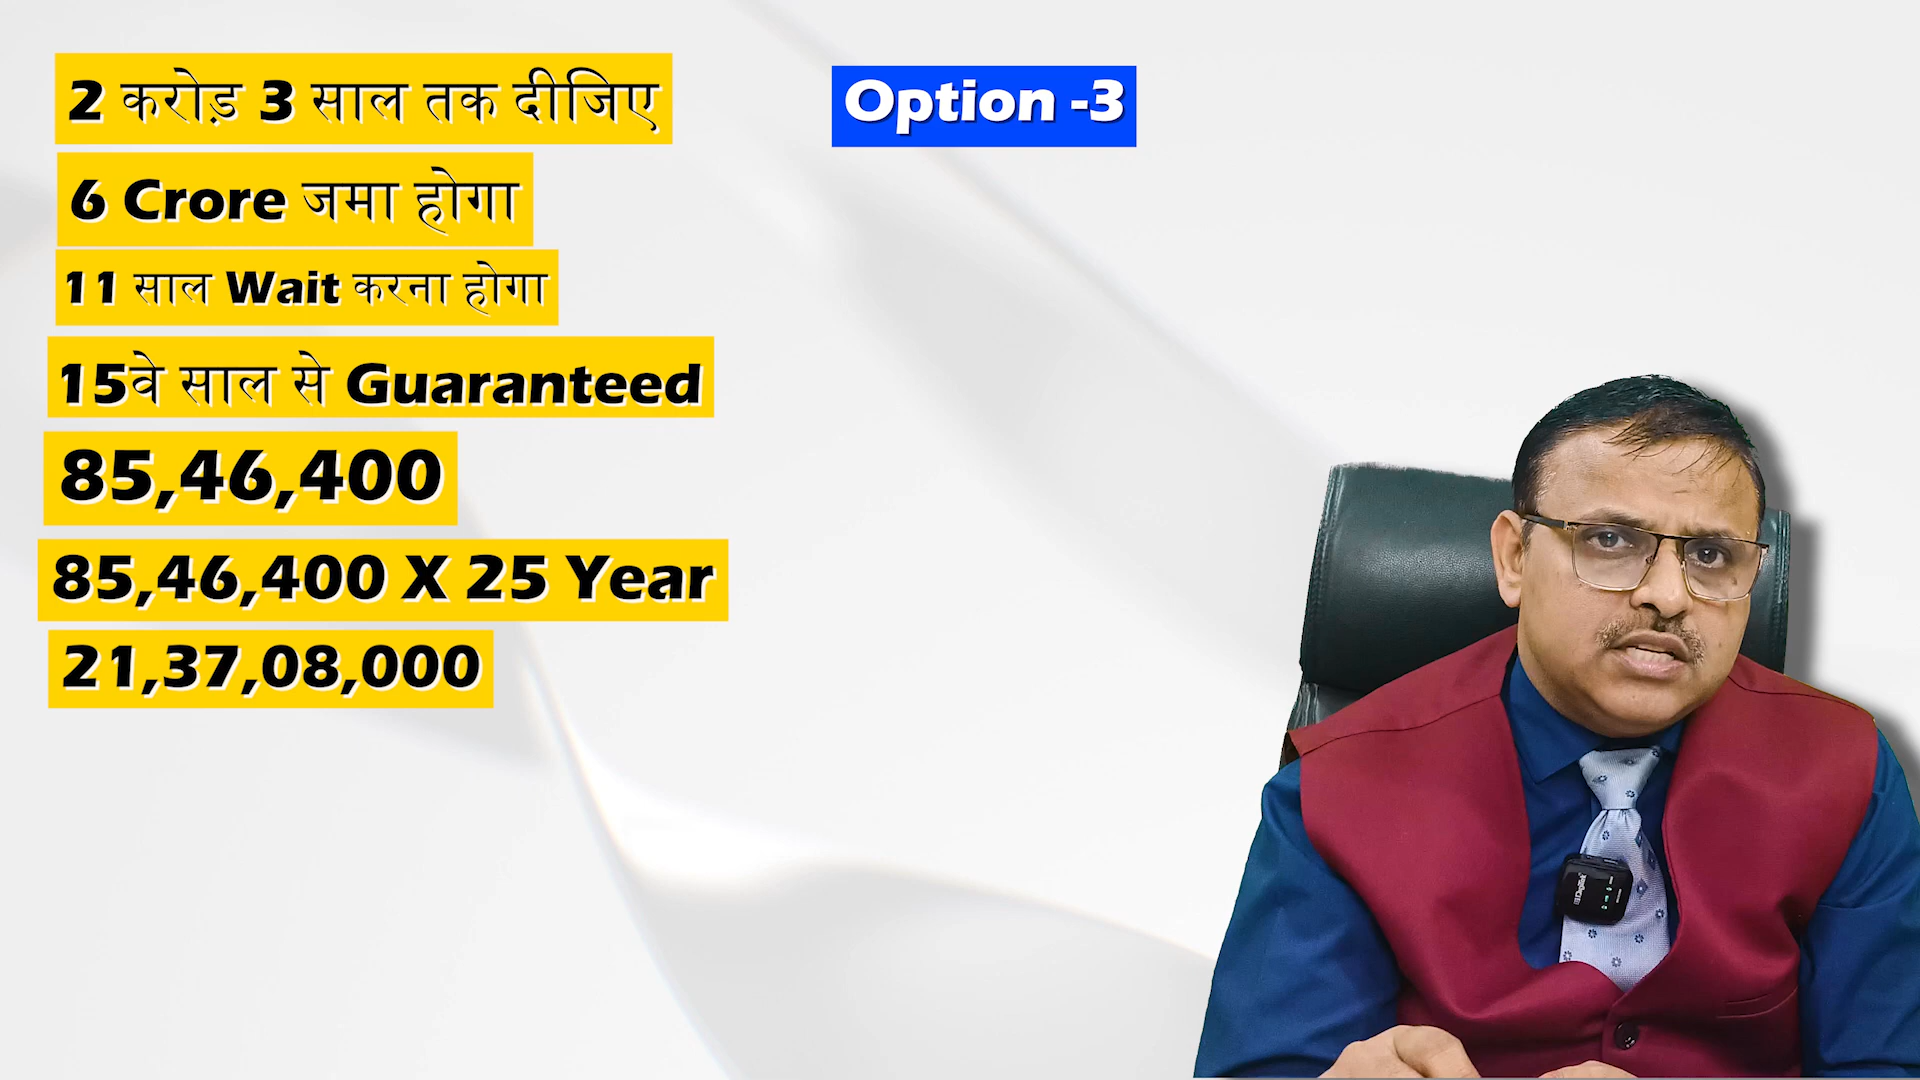 2 करोड़ 3 साल तक दीजिए
Option -3
6 Crore जमा होगा
11 साल Wait करना होगा
15वे साल से Guaranteed
85,46,400
85,46,400 X 25 Year
21,37,08,000